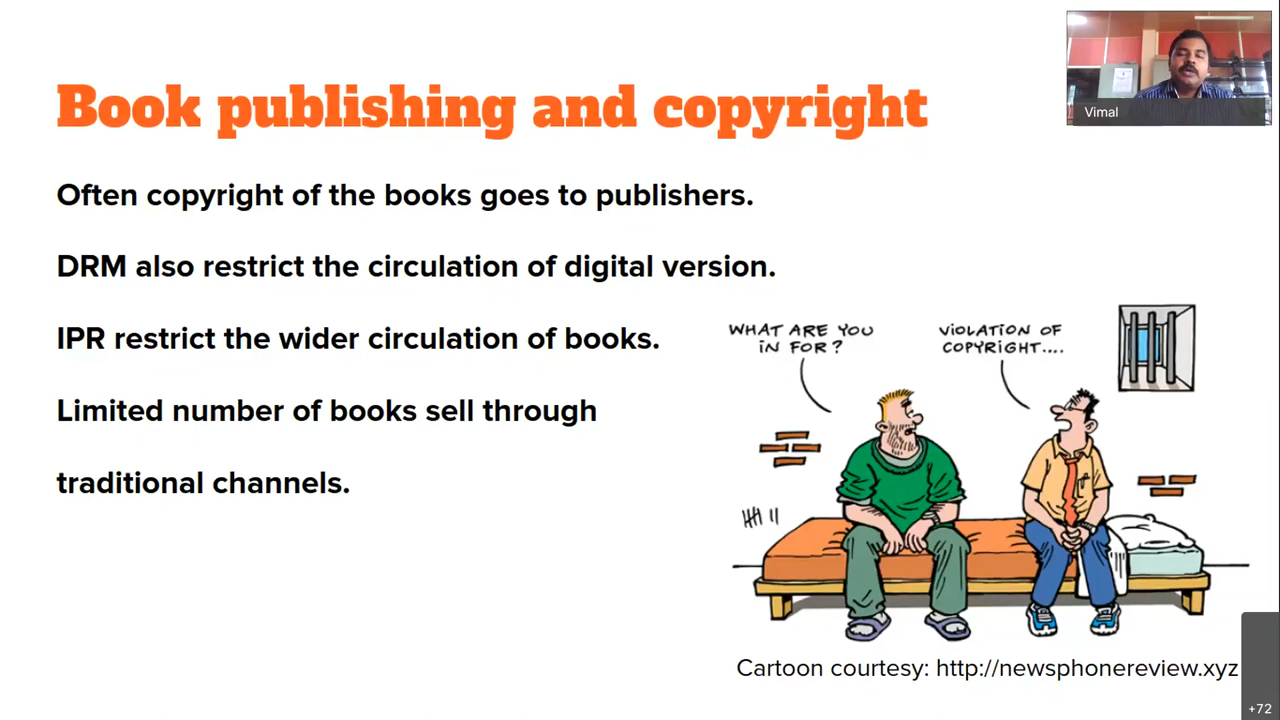 Book publishing and copyright
Vimal
Often copyright of the books goes to publishers.
DRM also restrict the circulation of digital version.
IPR restrict the wider circulation of books.
Limited number of books sell through
traditional channels.
WHAT ARE YOU
IN FOR?
VIOLATION OF
COPYRIGHT....
Cartoon courtesy: http://newsphonereview.xyz
+72